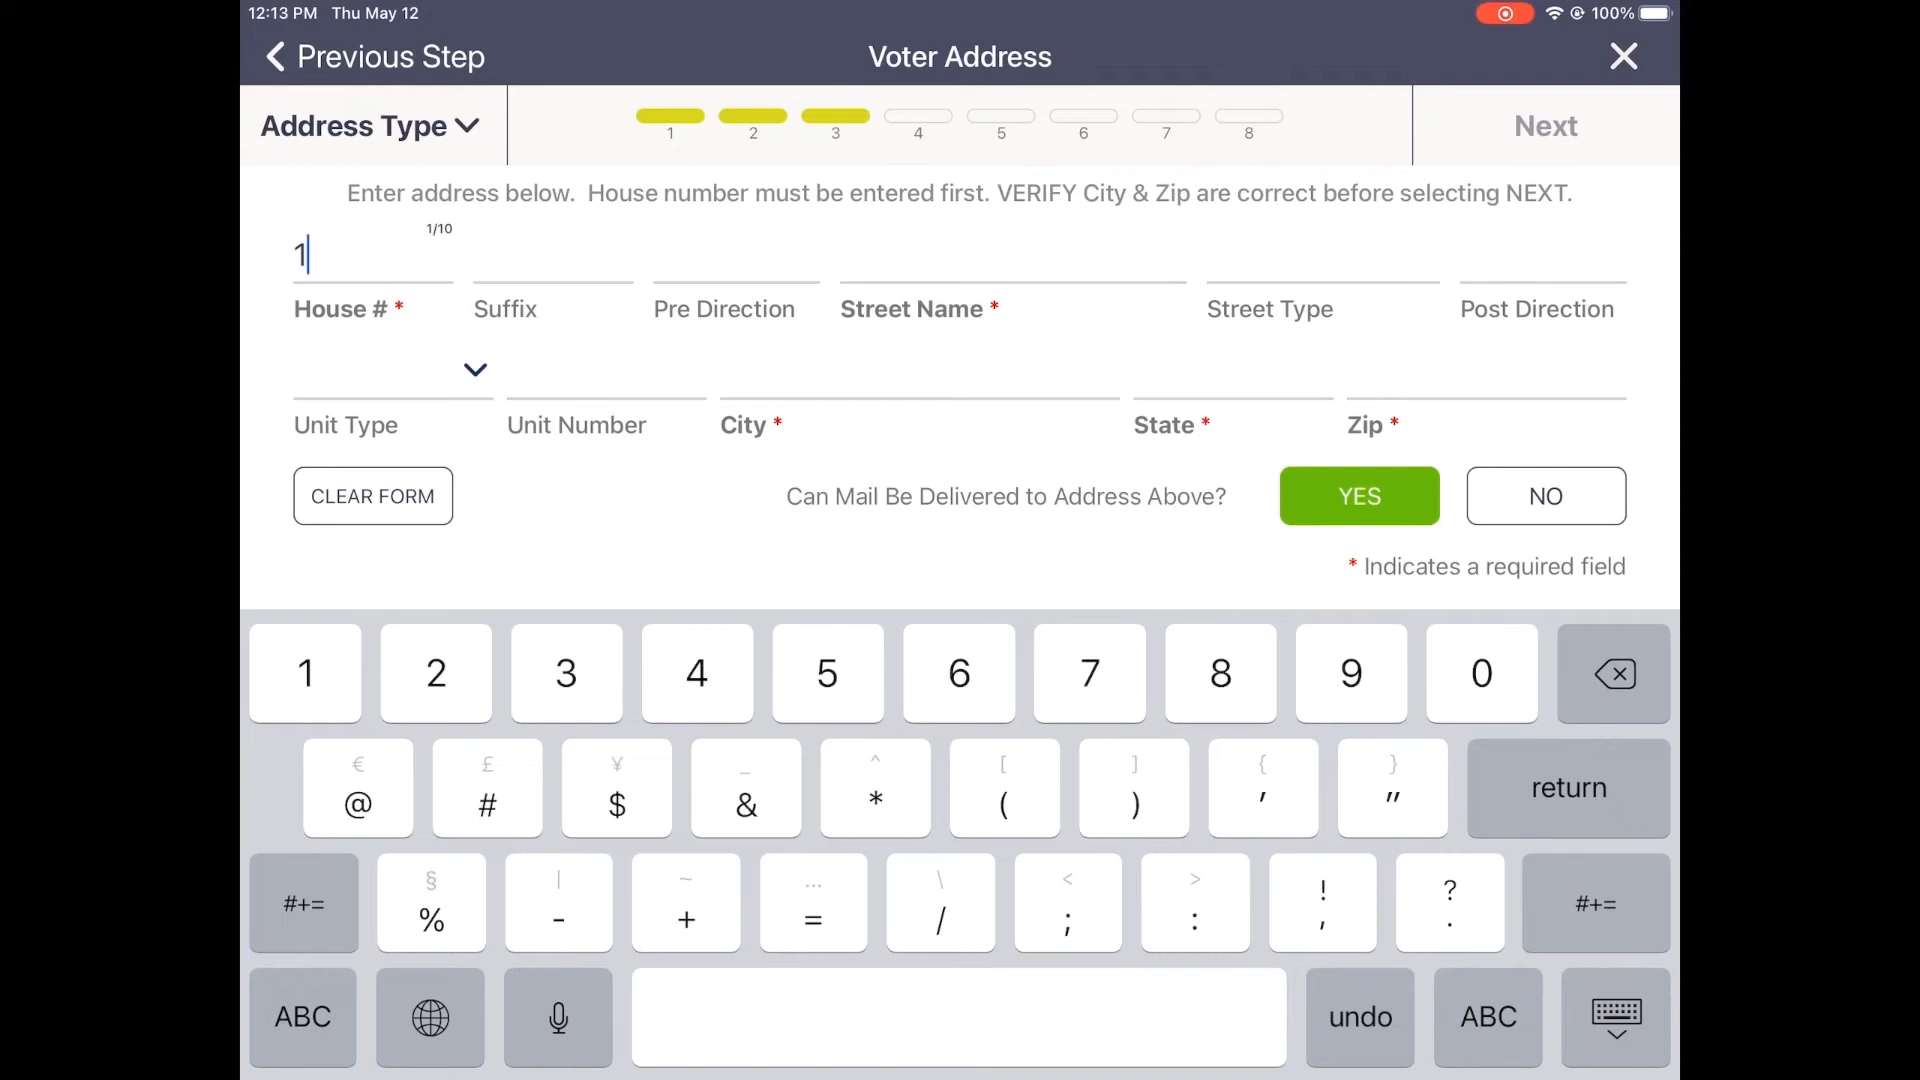 12:13 PM Thu May 12
100%
Previous Step
Voter Address
Address Type
1 2 3 4 5 6 7 8
Next
Enter address below. House number must be entered first. VERIFY City & Zip are correct before selecting NEXT.
1/10
1
House # * Suffix Pre Direction Street Name * Street Type Post Direction
Unit Type Unit Number City * State * Zip *
CLEAR FORM Can Mail Be Delivered to Address Above? YES NO
* Indicates a required field
1 2 3 4 5 6 7 8 9 0
€ £ ¥ _ ^ [ ] { }
@ # $ & * ( ) ' " return
§ | ~ … \ < > ! ?
#+= % - + = / ; : , . #+=
ABC undo ABC